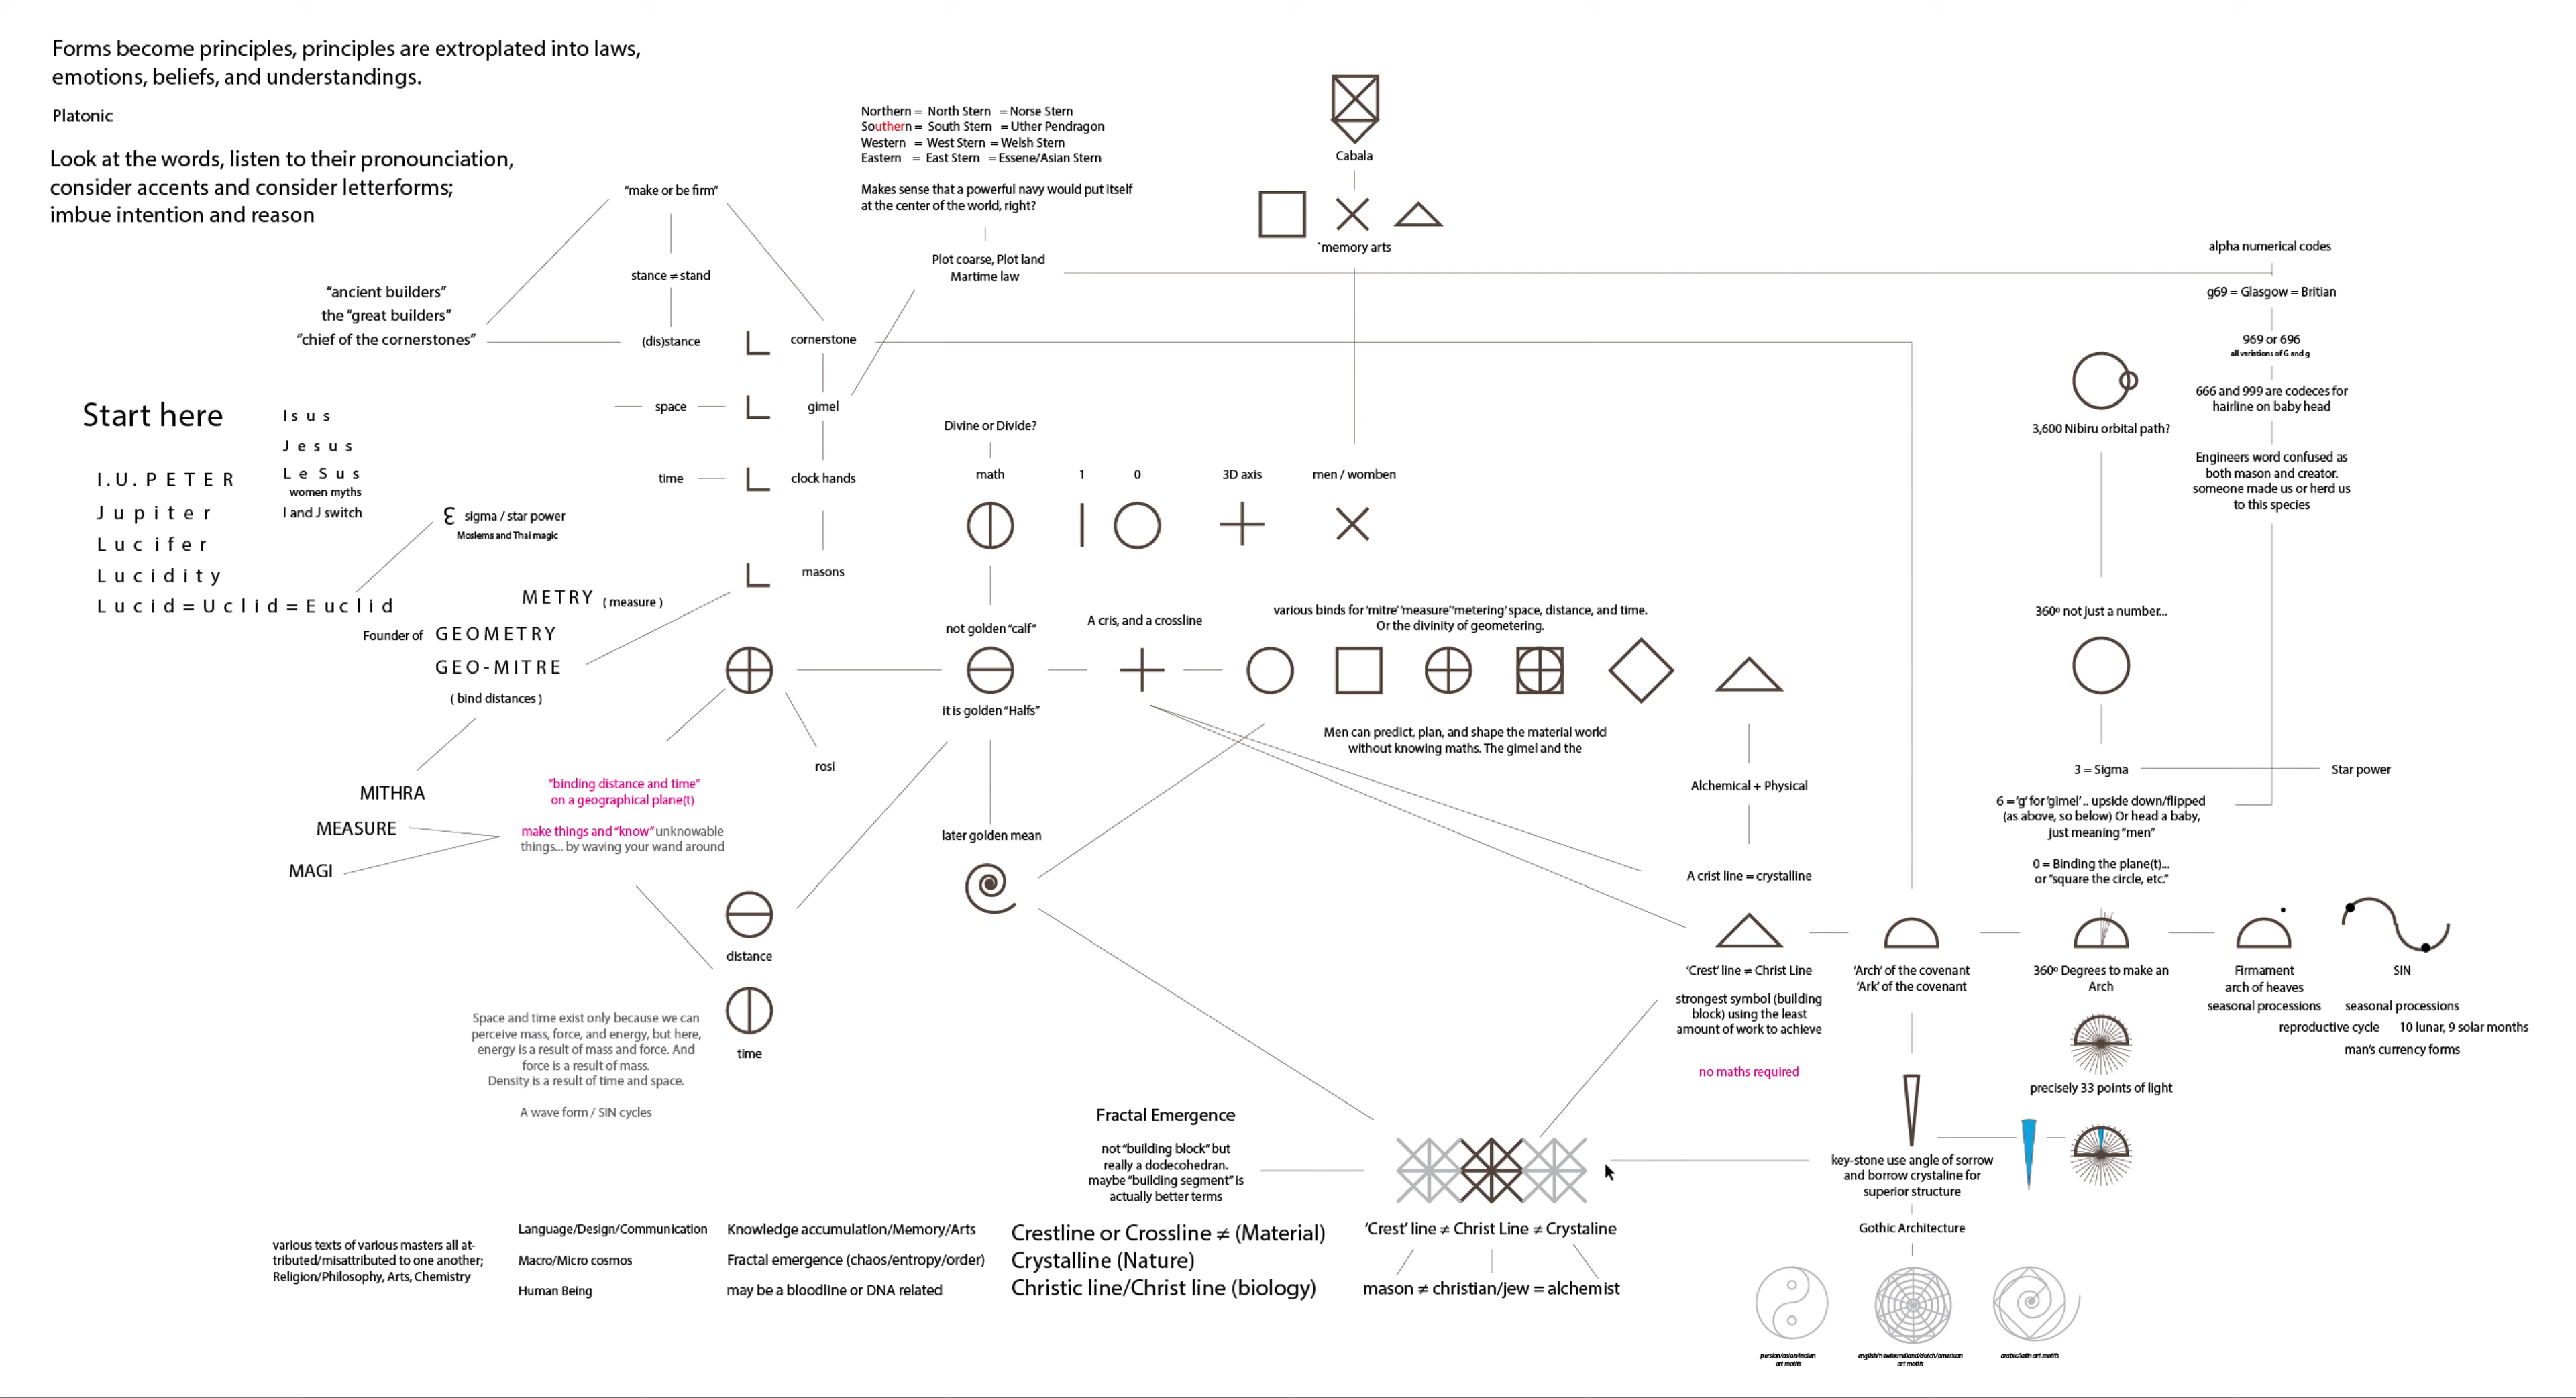 Forms become principles, principles are extroplated into laws,
emotions, beliefs, and understandings.
Platonic
Look at the words, listen to their pronounciation,
consider accents and consider letterforms;
imbue intention and reason
"make or be firm"
stance ≠ stand
"ancient builders"
the "great builders"
"chief of the cornerstones"
(dis)stance
cornerstone
space
gimel
time
clock hands
masons
Northern = North Stern = Norse Stern
Southern = South Stern = Uther Pendragon
Western = West Stern = Welsh Stern
Eastern = East Stern = Essene/Asian Stern
Makes sense that a powerful navy would put itself
at the center of the world, right?
Plot coarse, Plot land
Martime law
Cabala
`memory arts
alpha numerical codes
g69 = Glasgow = Britian
969 or 696
all variations of G and g
666 and 999 are codeces for
hairline on baby head
Engineers word confused as
both mason and creator.
someone made us or herd us
to this species
3,600 Nibiru orbital path?
360º not just a number...
3 = Sigma
Star power
6 = 'g' for 'gimel' .. upside down/flipped
(as above, so below) Or head a baby,
just meaning "men"
0 = Binding the plane(t)...
or "square the circle, etc."
Start here
I.U. PETER
Jupiter
Lucifer
Lucidity
Lucid=Uclid=Euclid
Isus
Jesus
LeSus
women myths
I and J switch
Ɛ sigma / star power
Moslems and Thai magic
METRY ( measure )
Founder of GEOMETRY
GEO-MITRE
( bind distances )
MITHRA
MEASURE
MAGI
"binding distance and time"
on a geographical plane(t)
make things and "know" unknowable
things... by waving your wand around
rosi
distance
time
Space and time exist only because we can
perceive mass, force, and energy, but here,
energy is a result of mass and force. And
force is a result of mass.
Density is a result of time and space.
A wave form / SIN cycles
Divine or Divide?
math
1
0
3D axis
men / womben
not golden "calf"
it is golden "Halfs"
later golden mean
A cris, and a crossline
various binds for 'mitre' 'measure' 'metering' space, distance, and time.
Or the divinity of geometering.
Men can predict, plan, and shape the material world
without knowing maths. The gimel and the
Alchemical + Physical
A crist line = crystalline
'Crest' line ≠ Christ Line
strongest symbol (building
block) using the least
amount of work to achieve
no maths required
'Arch' of the covenant
'Ark' of the covenant
360º Degrees to make an
Arch
precisely 33 points of light
Firmament
arch of heaves
seasonal processions
SIN
seasonal processions
reproductive cycle
10 lunar, 9 solar months
man's currency forms
key-stone use angle of sorrow
and borrow crystaline for
superior structure
Gothic Architecture
persian/asian/indian
art motifs
english/newfoundland/dutch/american
art motifs
arabic/latin art motifs
Fractal Emergence
not "building block" but
really a dodecohedran.
maybe "building segment" is
actually better terms
'Crest' line ≠ Christ Line ≠ Crystaline
mason ≠ christian/jew = alchemist
various texts of various masters all at-
tributed/misattributed to one another;
Religion/Philosophy, Arts, Chemistry
Language/Design/Communication
Macro/Micro cosmos
Human Being
Knowledge accumulation/Memory/Arts
Fractal emergence (chaos/entropy/order)
may be a bloodline or DNA related
Crestline or Crossline ≠ (Material)
Crystalline (Nature)
Christic line/Christ line (biology)